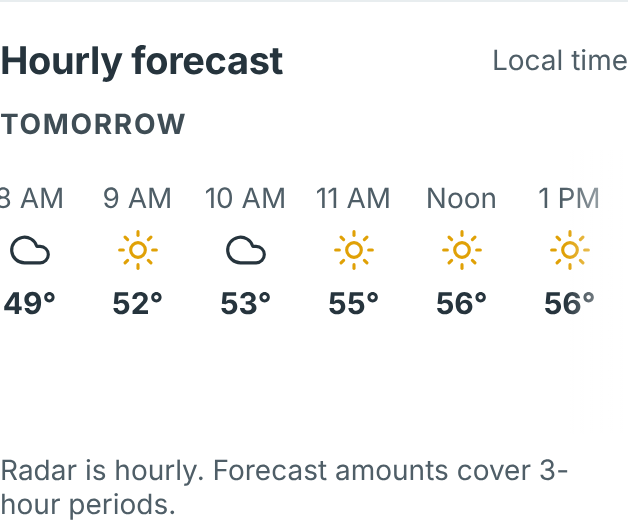 Hourly forecast Local time
TOMORROW
8 AM 9 AM 10 AM 11 AM Noon 1 PM
49° 52° 53° 55° 56° 56°
Radar is hourly. Forecast amounts cover 3-
hour periods.